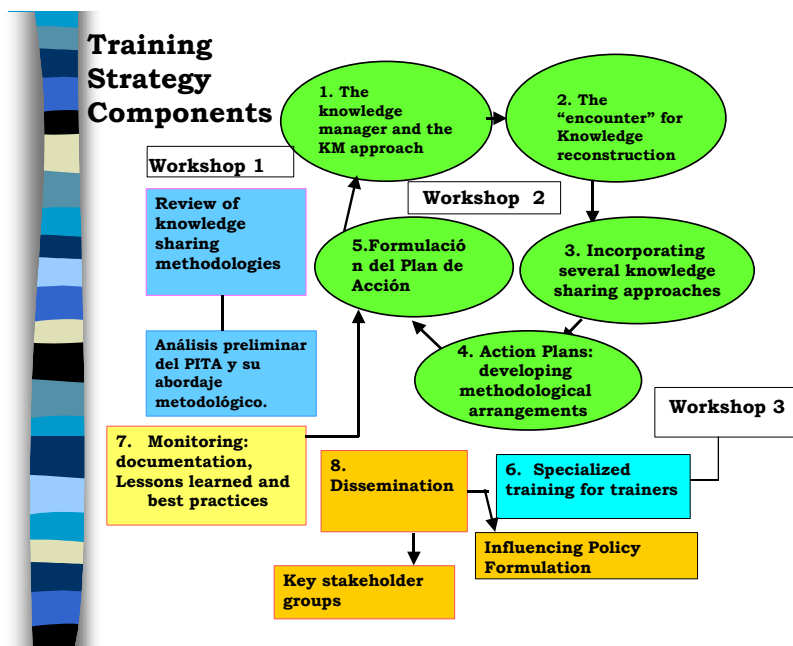 Training
Strategy
Components
1. The
knowledge
manager and the
KM approach
2. The
“encounter” for
Knowledge
reconstruction
Workshop 1
Workshop 2
Review of
knowledge
sharing
methodologies
5.Formulació
n del Plan de
Acción
3. Incorporating
several knowledge
sharing approaches
Análisis preliminar
del PITA y su
abordaje
metodológico.
4. Action Plans:
developing
methodological
arrangements
Workshop 3
7. Monitoring:
documentation,
Lessons learned and
best practices
8.
Dissemination
6. Specialized
training for trainers
Influencing Policy
Formulation
Key stakeholder
groups